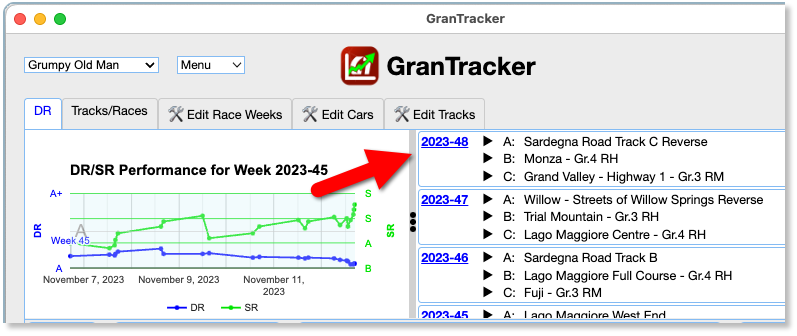 GranTracker
Grumpy Old Man Menu GranTracker
DR Tracks/Races Edit Race Weeks Edit Cars Edit Tracks
DR/SR Performance for Week 2023-45
A+ S
S
A
Week 45 A
A B
DR
SR
November 7, 2023 November 9, 2023 November 11, 2023
DR SR
2023-48 ▶ A: Sardegna Road Track C Reverse
▶ B: Monza - Gr.4 RH
▶ C: Grand Valley - Highway 1 - Gr.3 RM
2023-47 ▶ A: Willow - Streets of Willow Springs Reverse
▶ B: Trial Mountain - Gr.3 RH
▶ C: Lago Maggiore Centre - Gr.4 RH
2023-46 ▶ A: Sardegna Road Track B
▶ B: Lago Maggiore Full Course - Gr.4 RH
▶ C: Fuji - Gr.3 RM
2023-45 ▶ A: Lago Maggiore West End